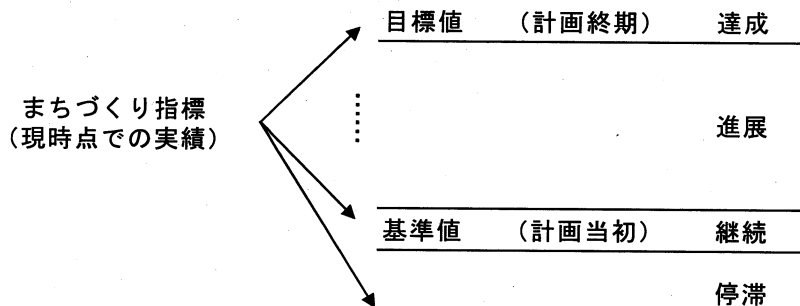 目標値 (計画終期) 達成
まちづくり指標
(現時点での実績)
進展
基準値 (計画当初) 継続
停滞